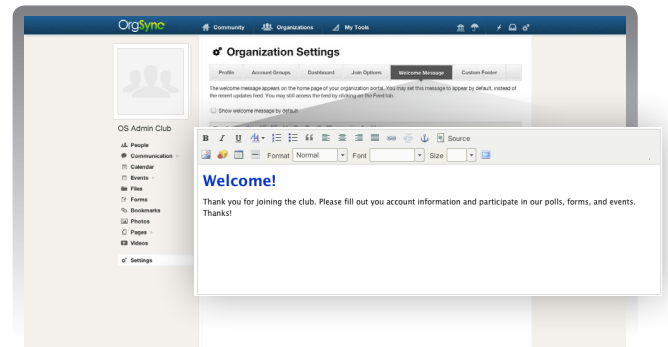 OrgSync
Community
Organizations
My Tools
Organization Settings
Profile
Account Groups
Dashboard
Join Options
Welcome Message
Custom Footer
The welcome message appears on the home page of your organization portal. You may set this message to appear by default, instead of
the recent updates feed. You may still access the feed by clicking on the Feed tab.
Show welcome message by default
OS Admin Club
People
Communication
Calendar
Events
Files
Forms
Bookmarks
Photos
Pages
Videos
Settings
B I U
Source
Format Normal Font Size
Welcome!
Thank you for joining the club. Please fill out you account information and participate in our polls, forms, and events.
Thanks!